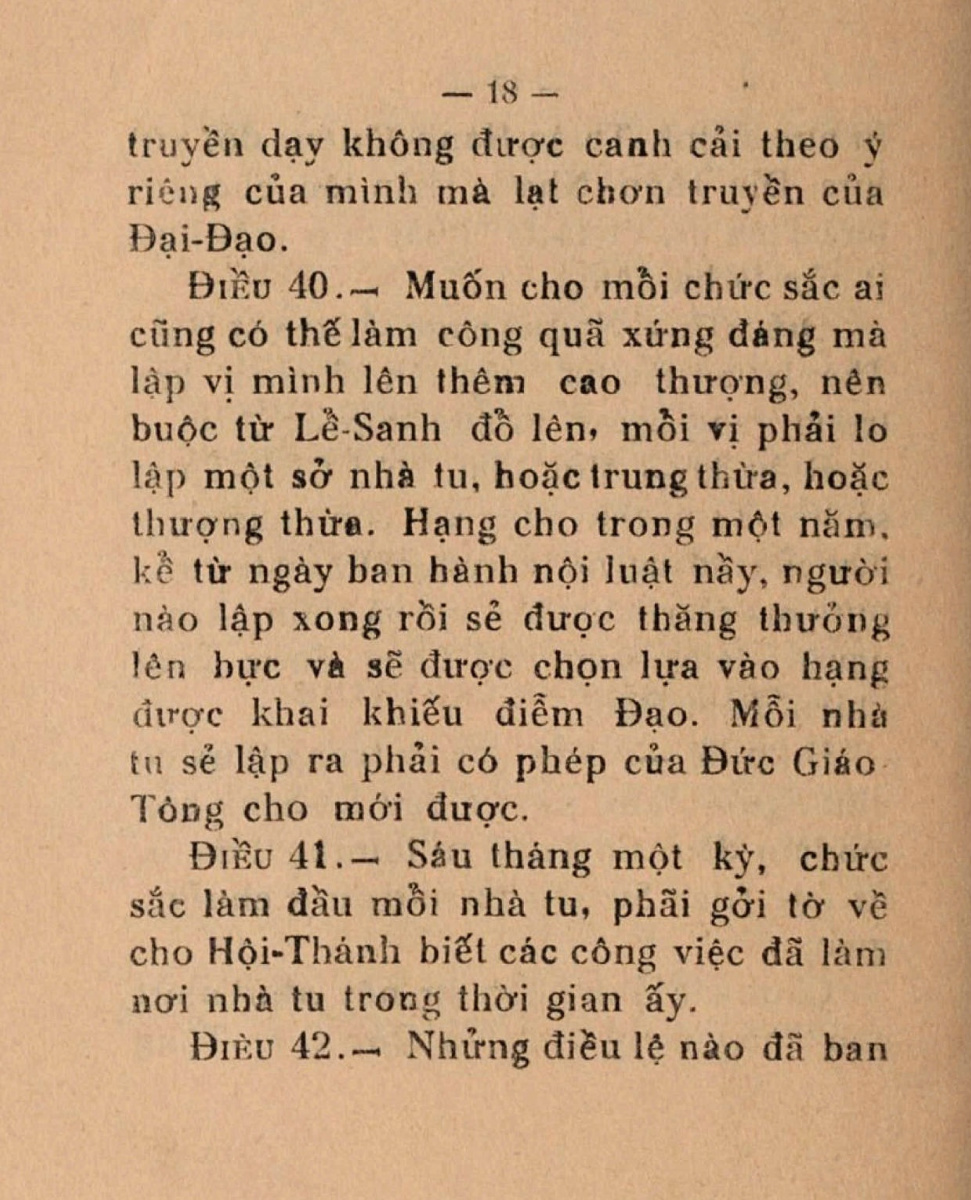 — 18 —
truyền dạy không được canh cải theo ý
riêng của mình mà lạt chơn truyền của
Đại-Đạo.
ĐIỀU 40.— Muốn cho mổi chức sắc ai
cũng có thể làm công quã xứng đáng mà
lập vị mình lên thêm cao thượng, nên
buộc từ Lễ-Sanh đổ lên, mổi vị phải lo
lập một sở nhà tu, hoặc trung thừa, hoặc
thượng thừa. Hạng cho trong một năm,
kể từ ngày ban hành nội luật nầy, người
nào lập xong rồi sẻ được thăng thưởng
lên bực và sẽ được chọn lựa vào hạng
được khai khiếu điễm Đạo. Mỗi nhà
tu sẻ lập ra phải có phép của Đức Giáo
Tông cho mới được.
ĐIỀU 41.— Sáu tháng một kỳ, chức
sắc làm đầu mổi nhà tu, phãi gởi tờ về
cho Hội-Thánh biết các công việc đã làm
nơi nhà tu trong thời gian ấy.
ĐIỀU 42.— Nhửng điều lệ nào đã ban